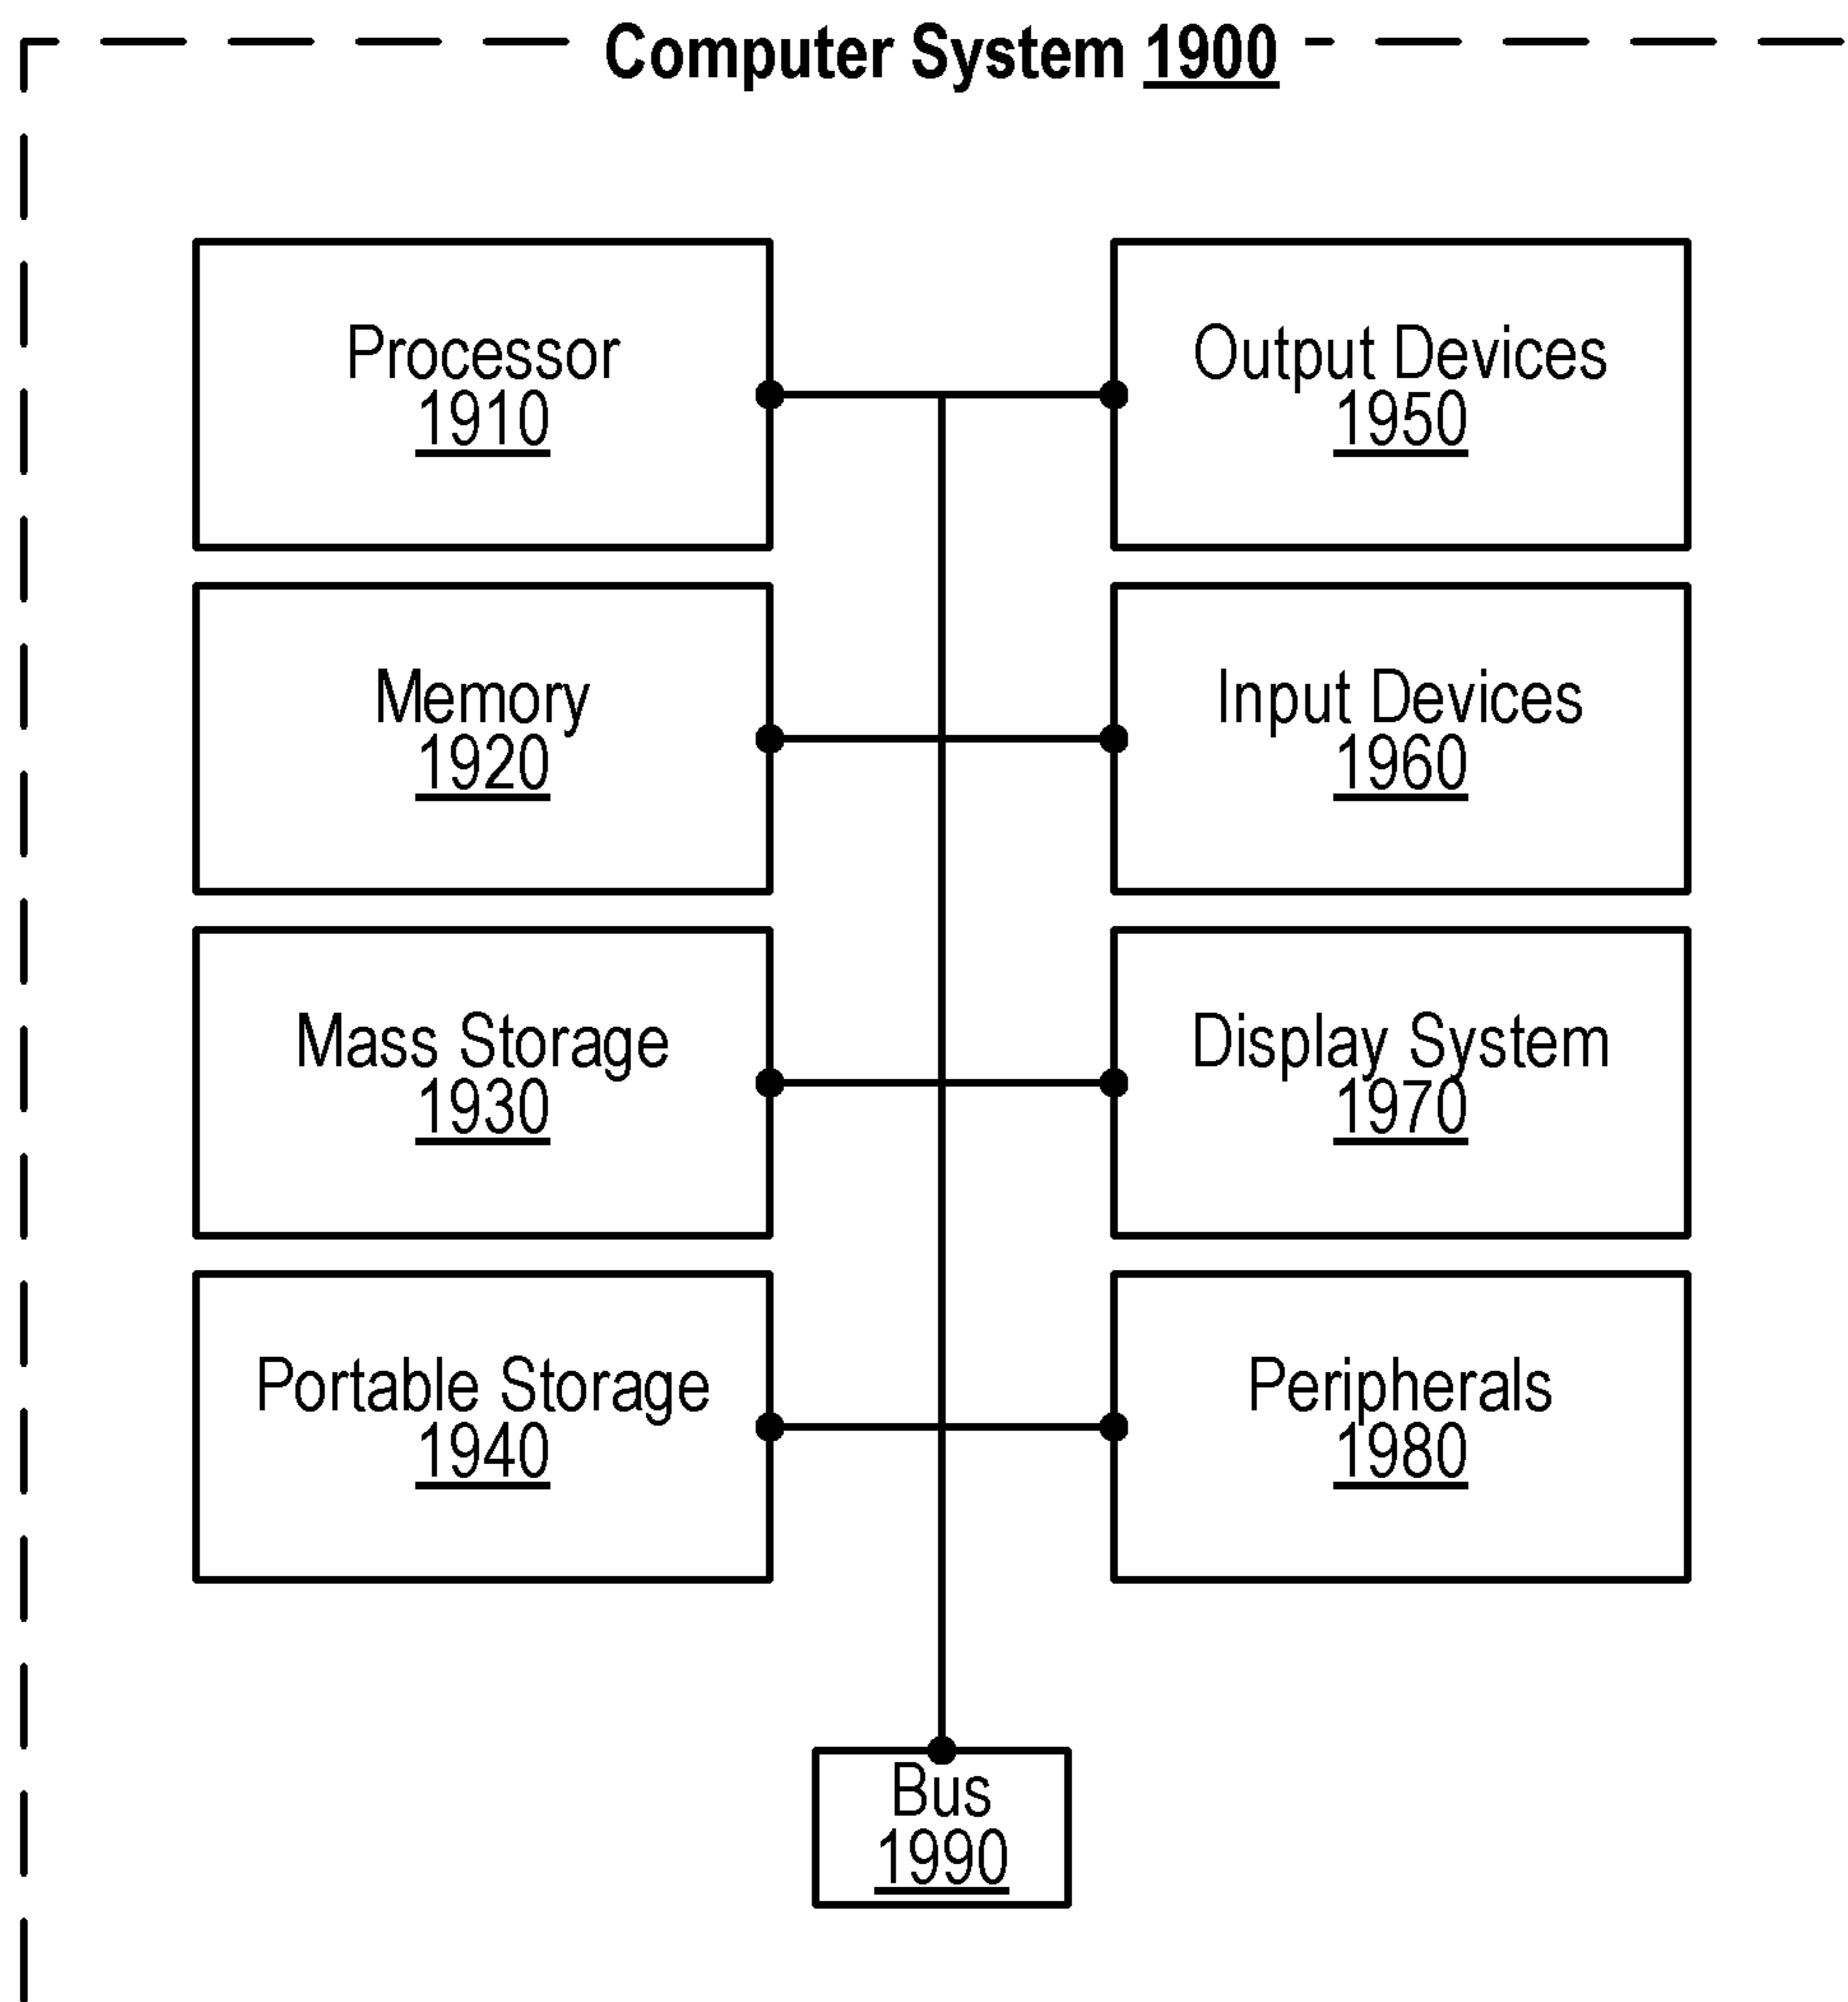 Computer System 1900
Processor
1910
Output Devices
1950
Memory
1920
Input Devices
1960
Mass Storage
1930
Display System
1970
Portable Storage
1940
Peripherals
1980
Bus
1990